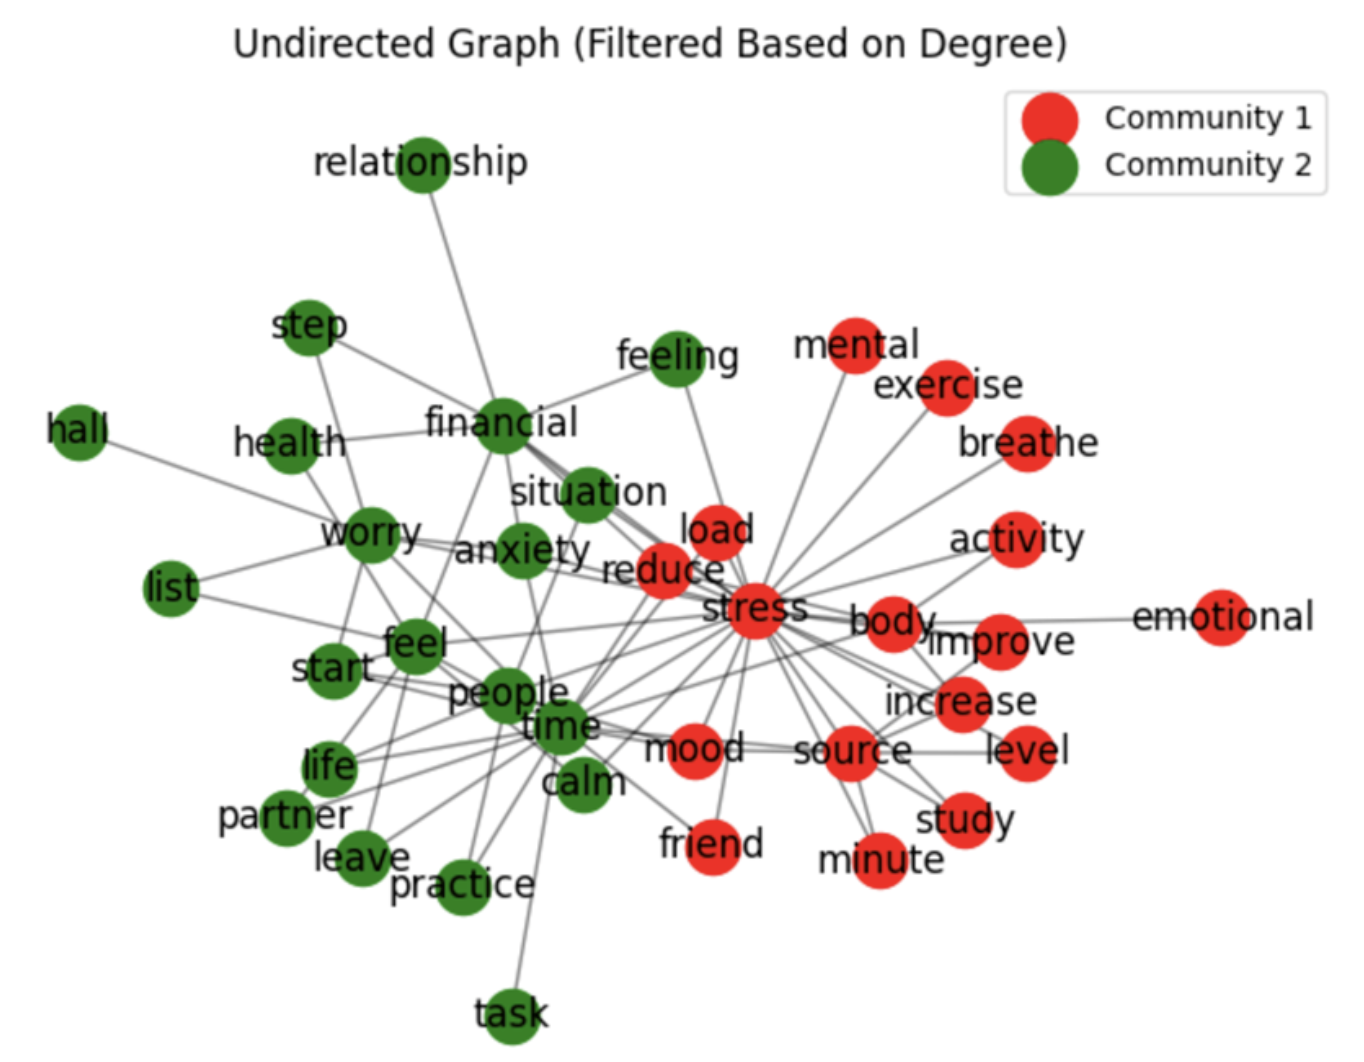 Undirected Graph (Filtered Based on Degree)
Community 1
Community 2
relationship
step
feeling
mental
exercise
hall
health
financial
breathe
situation
worry
anxiety
load
activity
reduce
list
stress
body
emotional
improve
feel
start
people
increase
time
mood
source
level
life
calm
partner
study
leave
friend
minute
practice
task